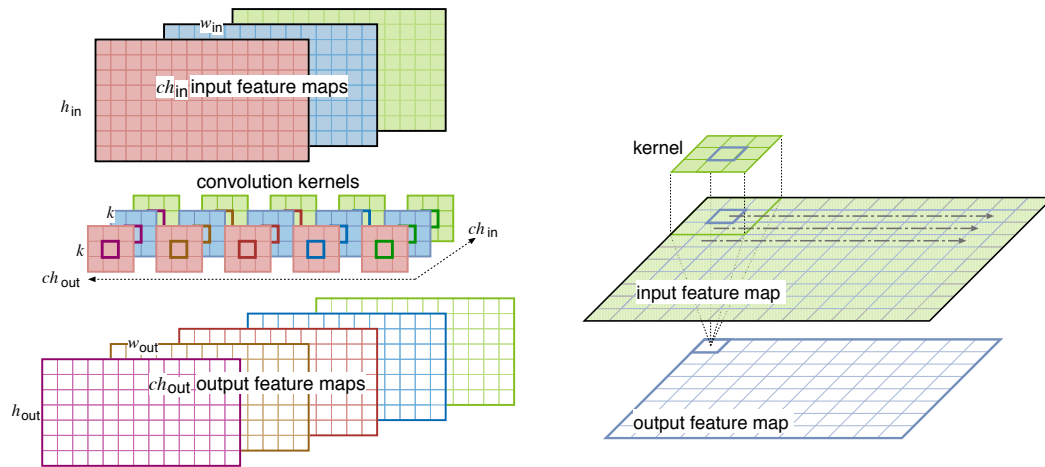 w_in
ch_in input feature maps
h_in
convolution kernels
k
k
ch_in
ch_out
w_out
ch_out output feature maps
h_out
kernel
input feature map
output feature map